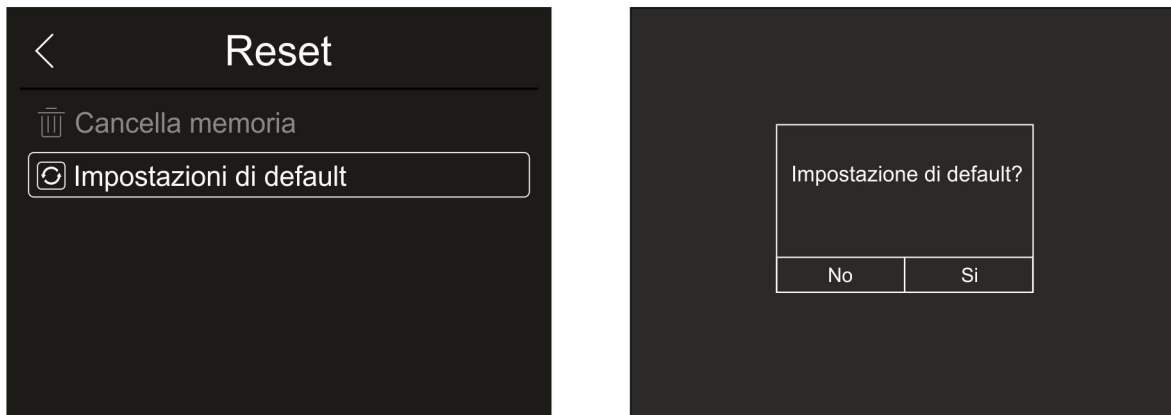 Reset
Cancella memoria
Impostazioni di default
Impostazione di default?
No Si